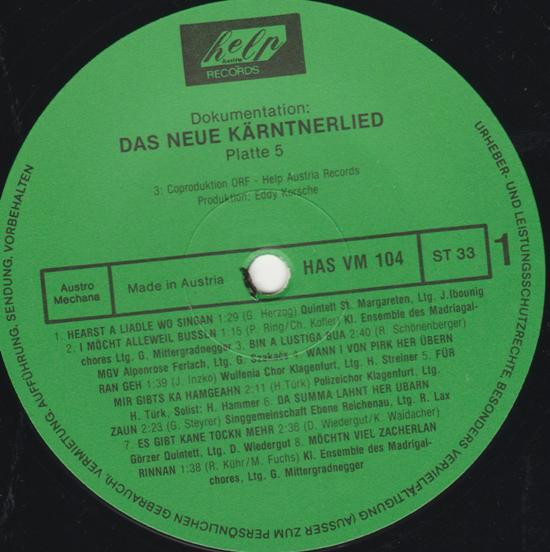 help
austria
RECORDS
Dokumentation:
DAS NEUE KÄRNTNERLIED
Platte 5
3: Coproduktion ORF - Help Austria Records
Produktion: Eddy Korsche
Austro
Mechana
Made in Austria
HAS VM 104
ST 33
1
1. HEARST A LIADLE WO SINGAN 1:29 (G. Herzog) Quintett St. Margareten, Ltg. J. Ibounig
2. I MÖCHT ALLEWEIL BUSSEN 1:15 (P. Ring/Ch. Kofler) Kl. Ensemble des Madrigal-
chores Ltg. G. Mittergradnegger 3. BIN A LUSTIGA BUA 2:40 (R. Schönenberger)
MGV Alpenrose Ferlach, Ltg. G. Szekaĉs 4. WANN I VON PIRK HER ÜBERN
RAN GEH 1:39 (J. Inzko) Wulfenia Chor Klagenfurt, Ltg. H. Streiner 5. FÜR
MIR GIBTS KA HAMGEAHN 2:11 (H. Türk) Polizeichor Klagenfurt, Ltg.
H. Türk, Solist: H. Hammer 6. DA SUMMA LAHNT HER ÜBARN
ZAUN 2:23 (G. Steyrer) Singgemeinschaft Ebene Reichenau, Ltg. R. Lax
7. ES GIBT KANE TOCKN MEHR 2:36 (D. Wiedergut/K. Waidacher)
Görzer Quintett, Ltg. D. Wiedergut 8. MÖCHTN VIEL ZACHERLAN
RINNAN 1:38 (R. Kühr/M. Fuchs) Kl. Ensemble des Madrigal-
chores, Ltg. G. Mittergradnegger
URHEBER- UND LEISTUNGSSCHUTZRECHTE BESONDERS VERVIELFÄLTIGUNG (AUSSER ZUM PERSÖNLICHEN GEBRAUCH), VERMIETUNG, AUFFÜHRUNG, SENDUNG, VORBEHALTEN